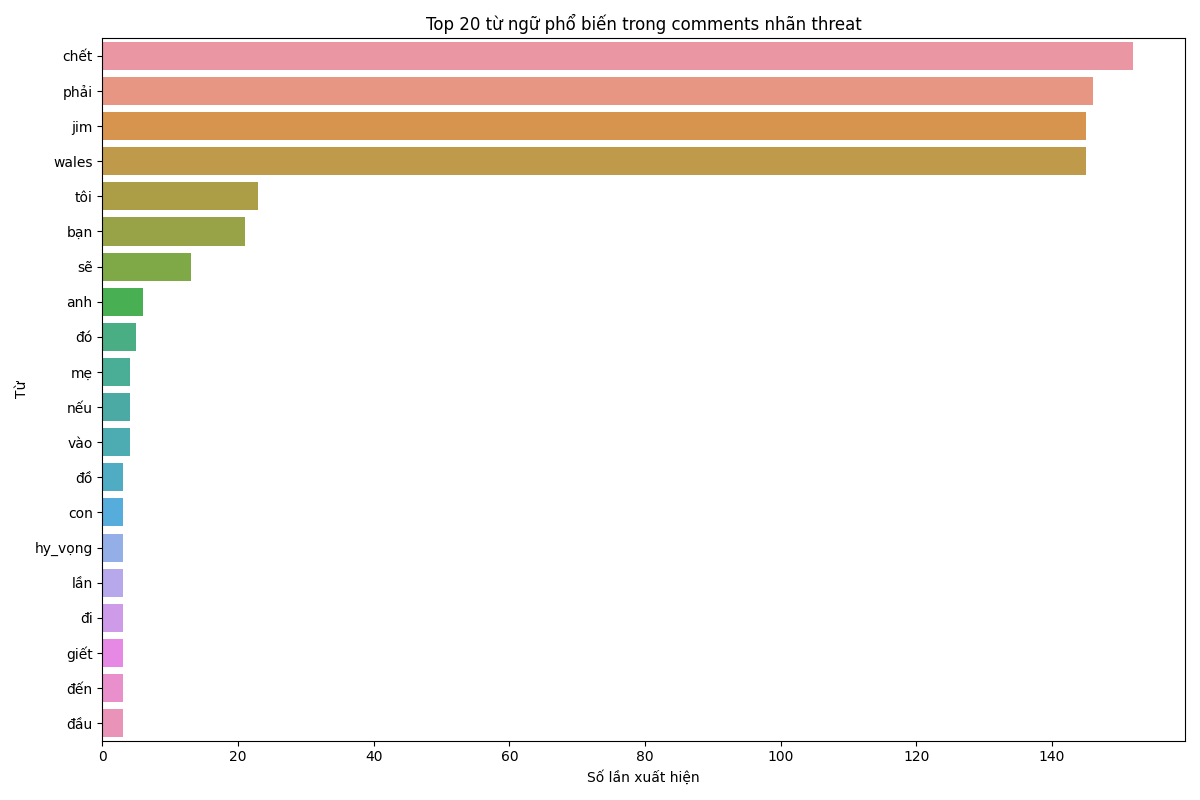 Top 20 từ ngữ phổ biến trong comments nhãn threat
Từ
chết
phải
jim
wales
tôi
bạn
sẽ
anh
đó
mẹ
nếu
vào
đồ
con
hy_vọng
lần
đi
giết
đến
đầu
0 20 40 60 80 100 120 140
Số lần xuất hiện